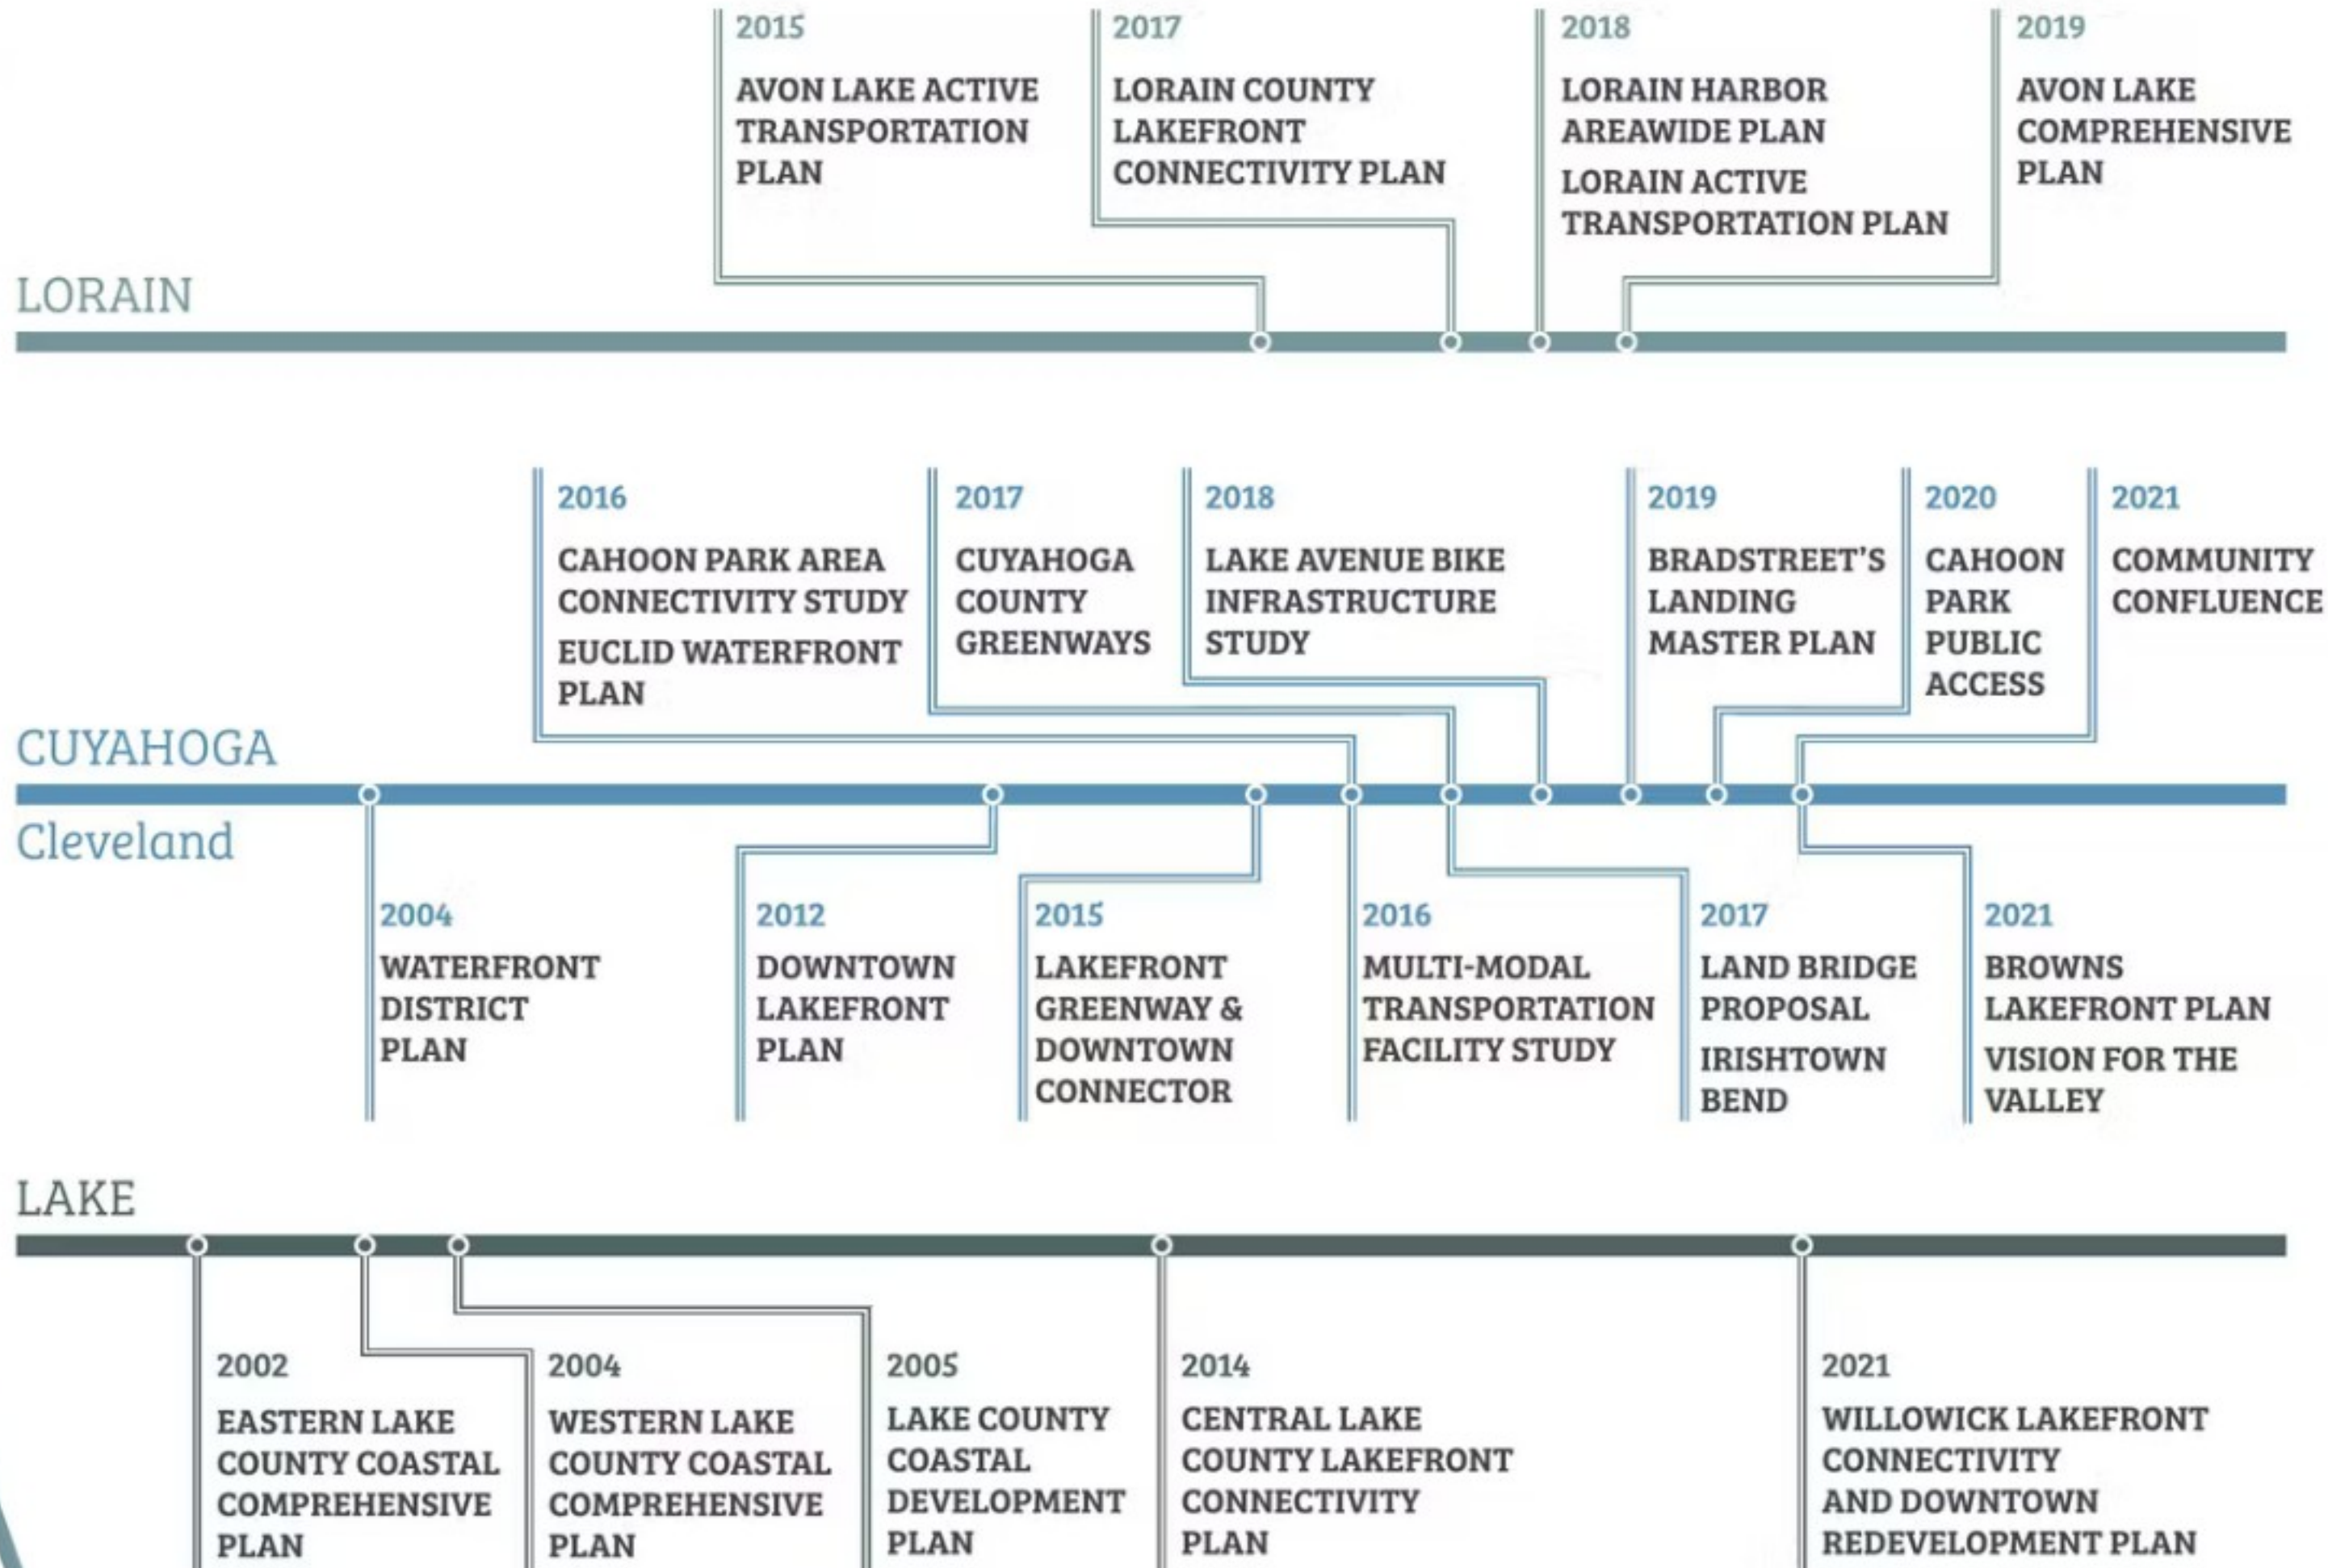 2015
AVON LAKE ACTIVE
TRANSPORTATION
PLAN
2017
LORAIN COUNTY
LAKEFRONT
CONNECTIVITY PLAN
2018
LORAIN HARBOR
AREAWIDE PLAN
LORAIN ACTIVE
TRANSPORTATION PLAN
2019
AVON LAKE
COMPREHENSIVE
PLAN
LORAIN
2016
CAHOON PARK AREA
CONNECTIVITY STUDY
EUCLID WATERFRONT
PLAN
2017
CUYAHOGA
COUNTY
GREENWAYS
2018
LAKE AVENUE BIKE
INFRASTRUCTURE
STUDY
2019
BRADSTREET'S
LANDING
MASTER PLAN
2020
CAHOON
PARK
PUBLIC
ACCESS
2021
COMMUNITY
CONFLUENCE
CUYAHOGA
Cleveland
2004
WATERFRONT
DISTRICT
PLAN
2012
DOWNTOWN
LAKEFRONT
PLAN
2015
LAKEFRONT
GREENWAY &
DOWNTOWN
CONNECTOR
2016
MULTI-MODAL
TRANSPORTATION
FACILITY STUDY
2017
LAND BRIDGE
PROPOSAL
IRISHTOWN
BEND
2021
BROWNS
LAKEFRONT PLAN
VISION FOR THE
VALLEY
LAKE
2002
EASTERN LAKE
COUNTY COASTAL
COMPREHENSIVE
PLAN
2004
WESTERN LAKE
COUNTY COASTAL
COMPREHENSIVE
PLAN
2005
LAKE COUNTY
COASTAL
DEVELOPMENT
PLAN
2014
CENTRAL LAKE
COUNTY LAKEFRONT
CONNECTIVITY
PLAN
2021
WILLOWICK LAKEFRONT
CONNECTIVITY
AND DOWNTOWN
REDEVELOPMENT PLAN